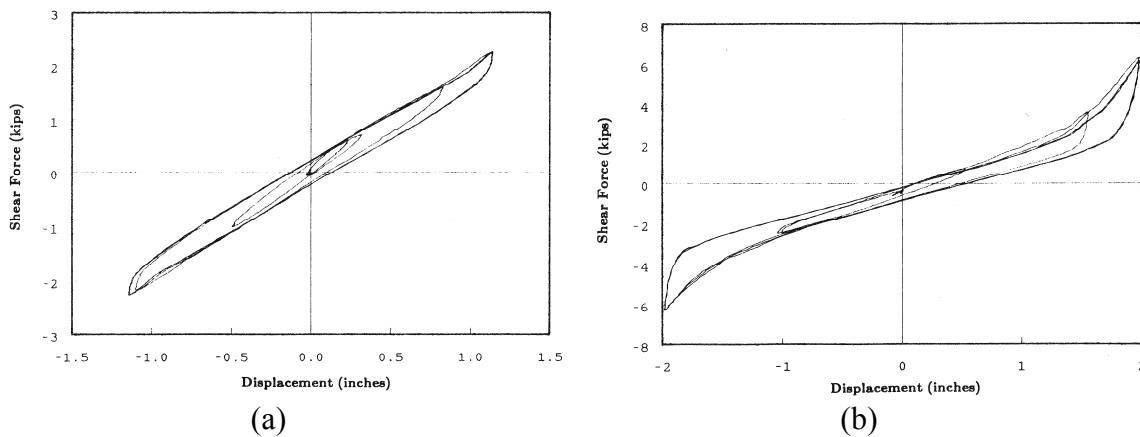 3
2
1
0
-1
-2
-3
Shear Force (kips)
-1.5 -1.0 -0.5 0.0 0.5 1.0 1.5
Displacement (inches)
(a)
8
6
4
2
0
-2
-4
-6
-8
Shear Force (kips)
-2 -1 0 1 2
Displacement (inches)
(b)